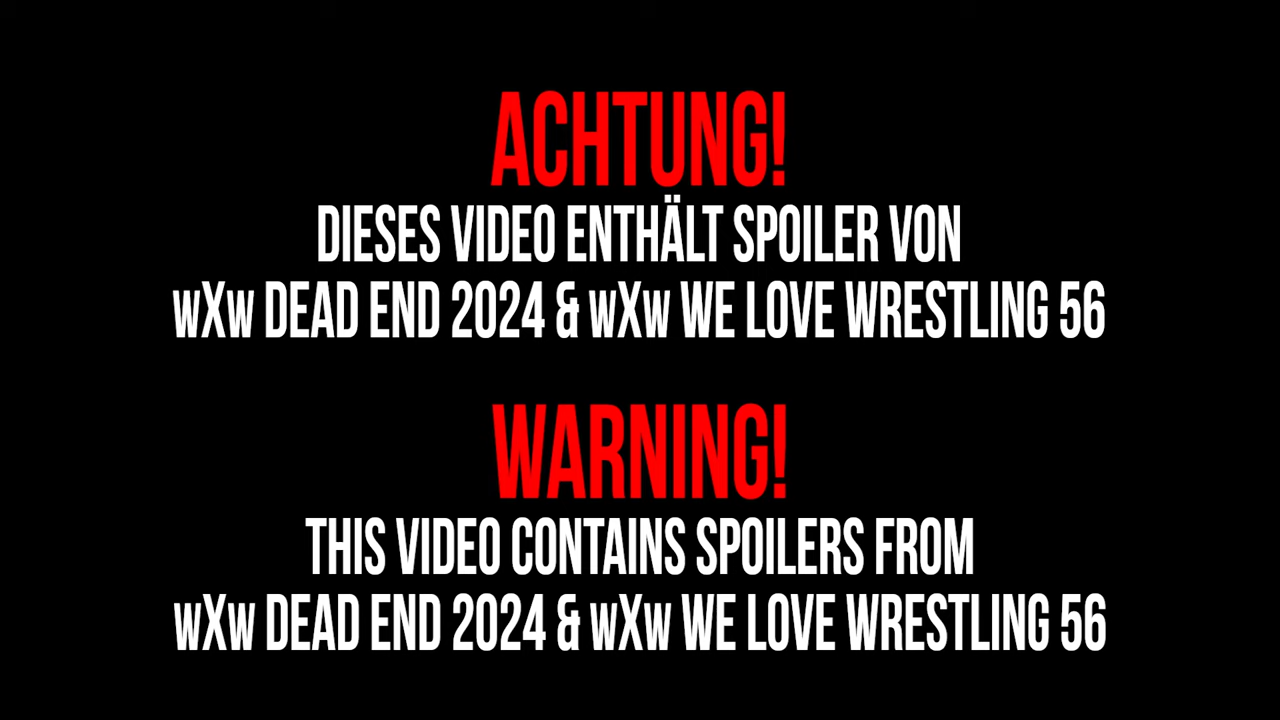 ACHTUNG!
DIESES VIDEO ENTHÄLT SPOILER VON
wXw DEAD END 2024 & wXw WE LOVE WRESTLING 56
WARNING!
THIS VIDEO CONTAINS SPOILERS FROM
wXw DEAD END 2024 & wXw WE LOVE WRESTLING 56